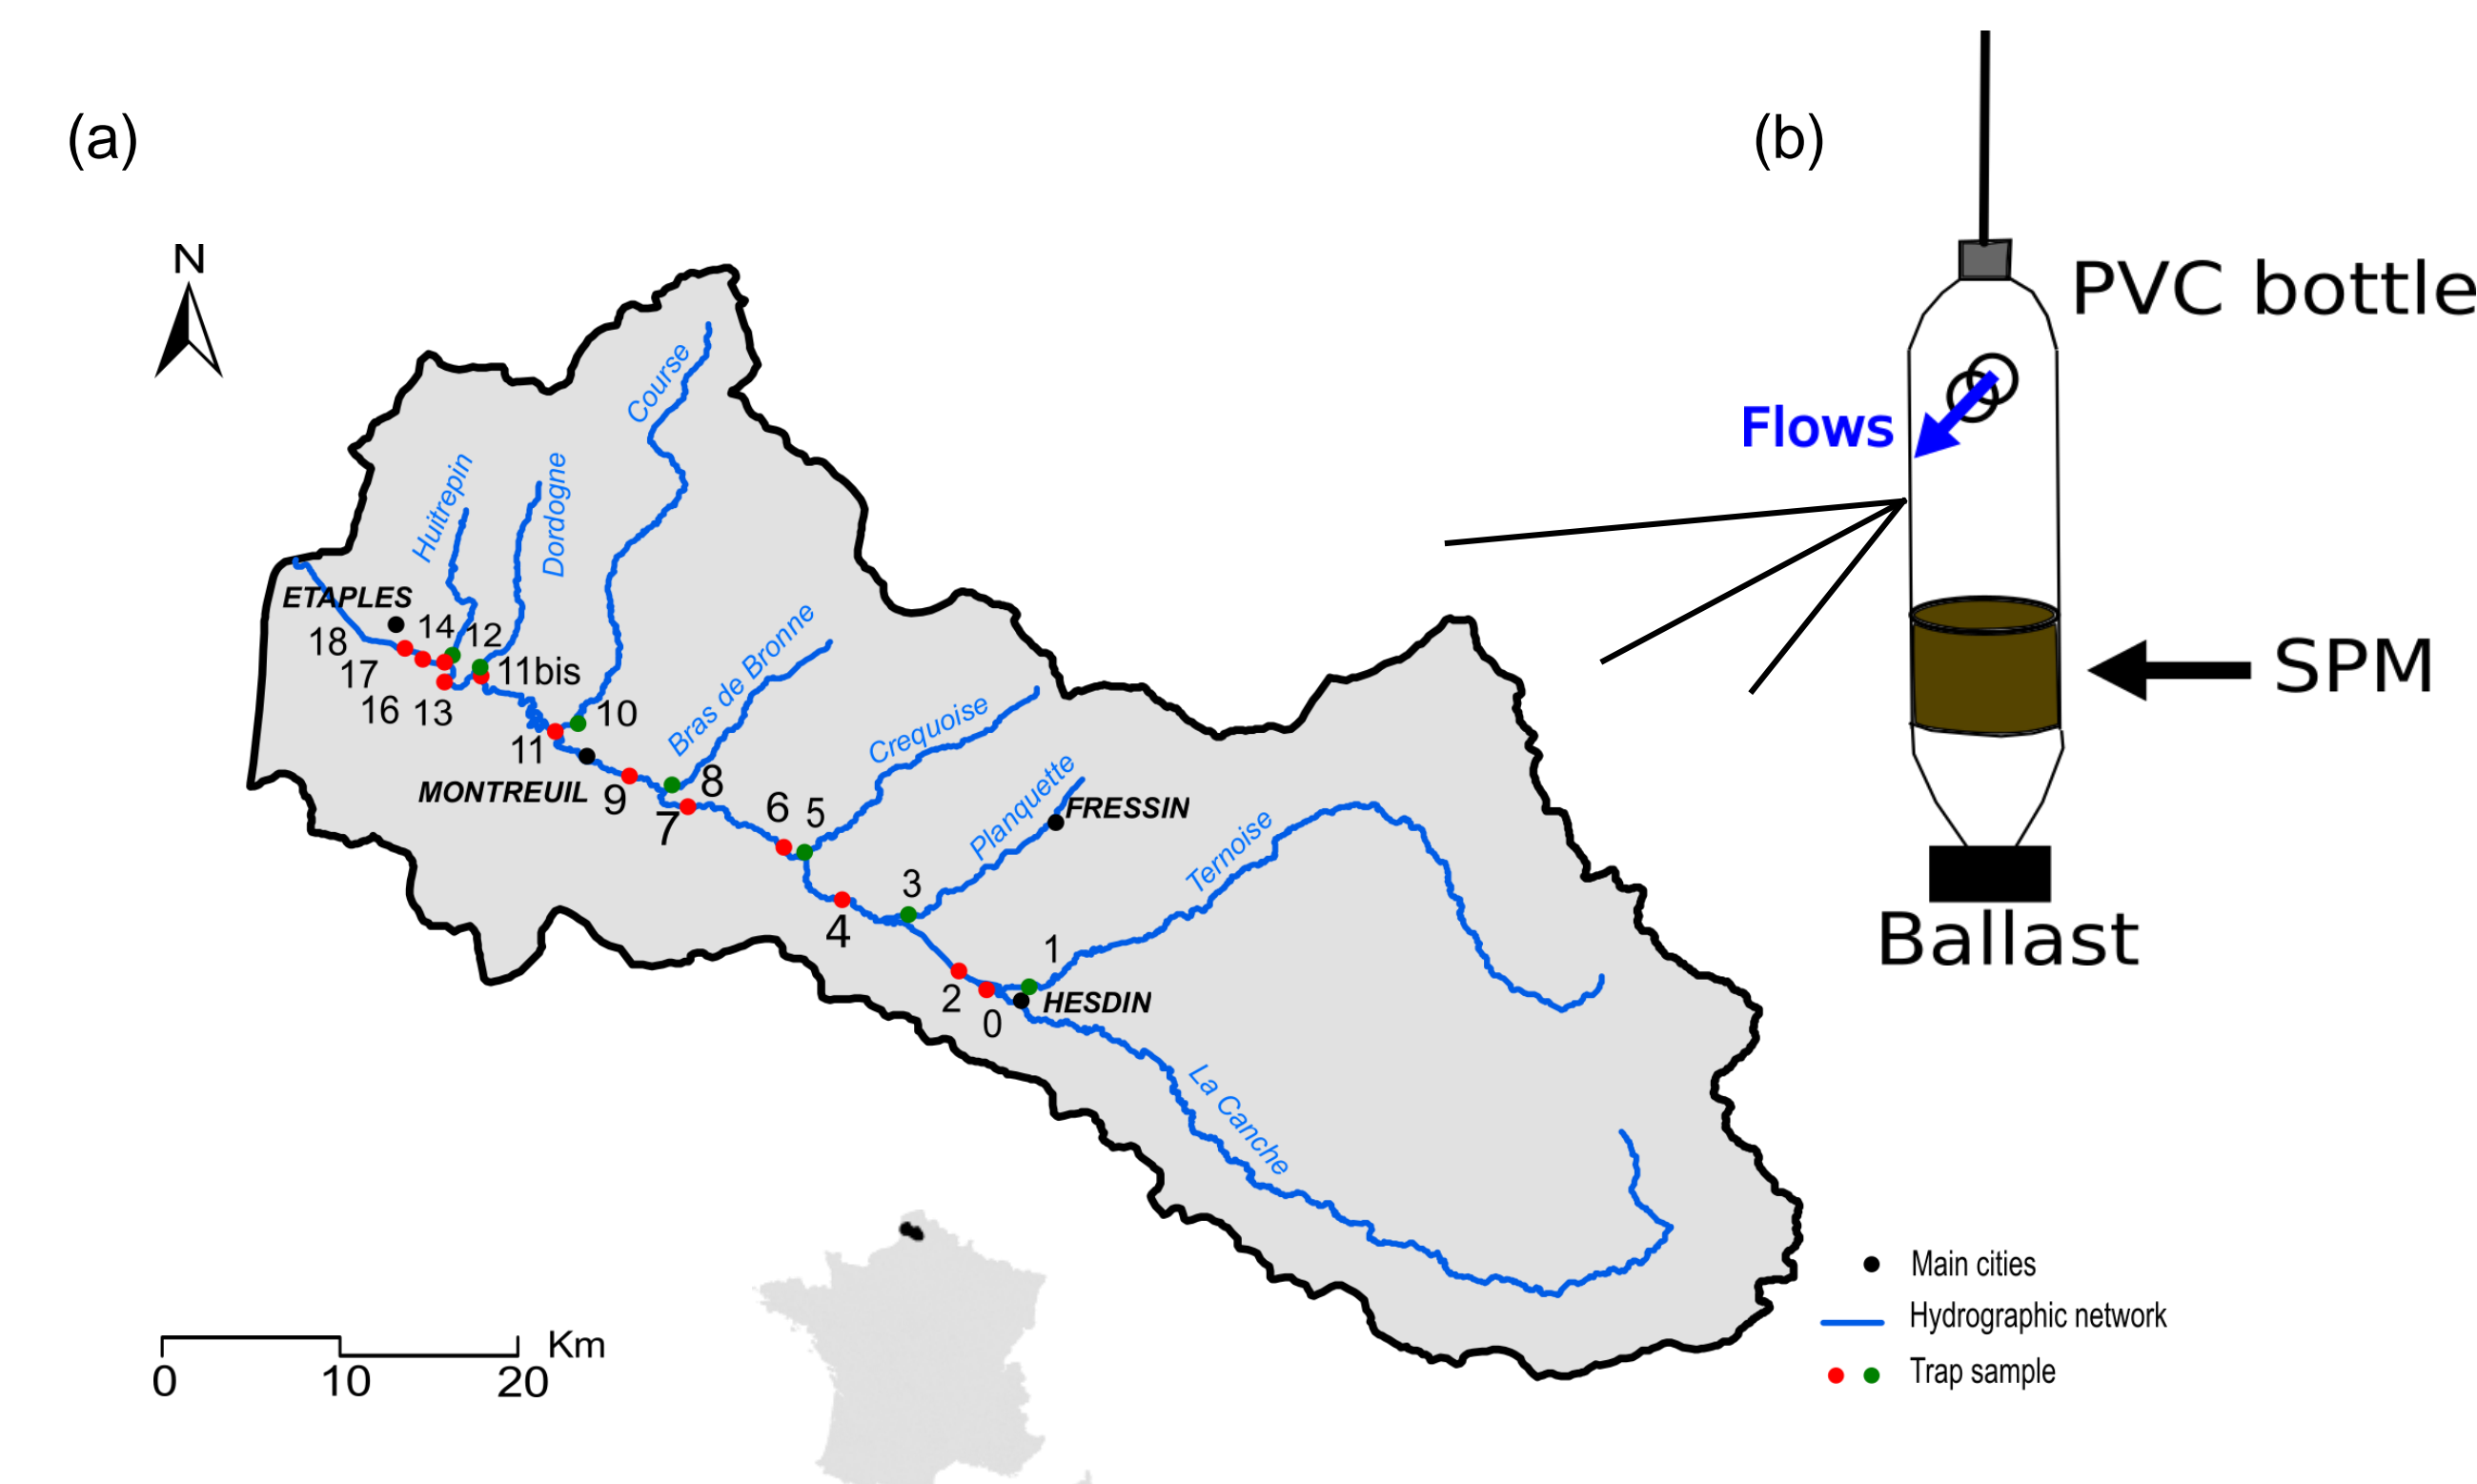 (a)
(b)
N
PVC bottle
Flows
SPM
Ballast
Course
Huitrepin
Dordogne
ETAPLES
18
14
12
17
11bis
16
13
10
11
Bras de Bronne
MONTREUIL
9
8
7
6
5
Crequoise
Planquette
FRESSIN
3
4
Ternoise
1
2
0
HESDIN
La Canche
0
10
20
Km
Main cities
Hydrographic network
Trap sample